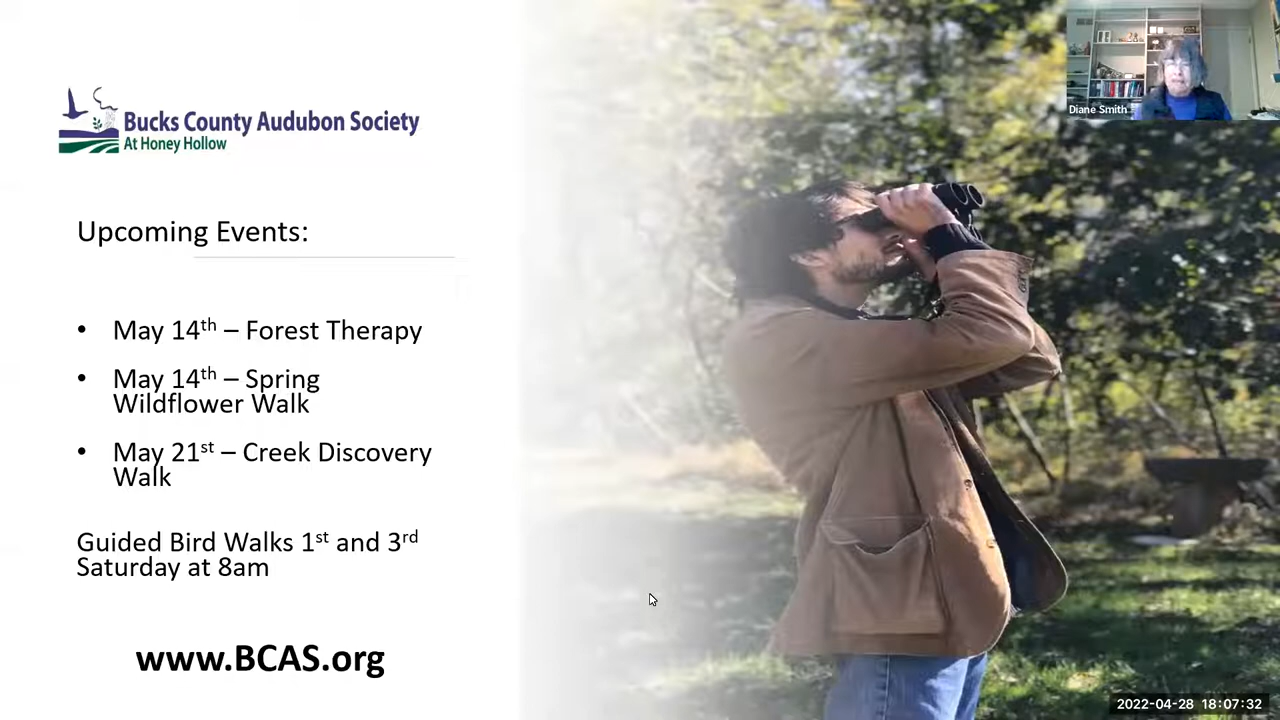 Bucks County Audubon Society
At Honey Hollow
Diane Smith
Upcoming Events:
• May 14th – Forest Therapy
• May 14th – Spring
Wildflower Walk
• May 21st – Creek Discovery
Walk
Guided Bird Walks 1st and 3rd
Saturday at 8am
www.BCAS.org
2022-04-28 18:07:32